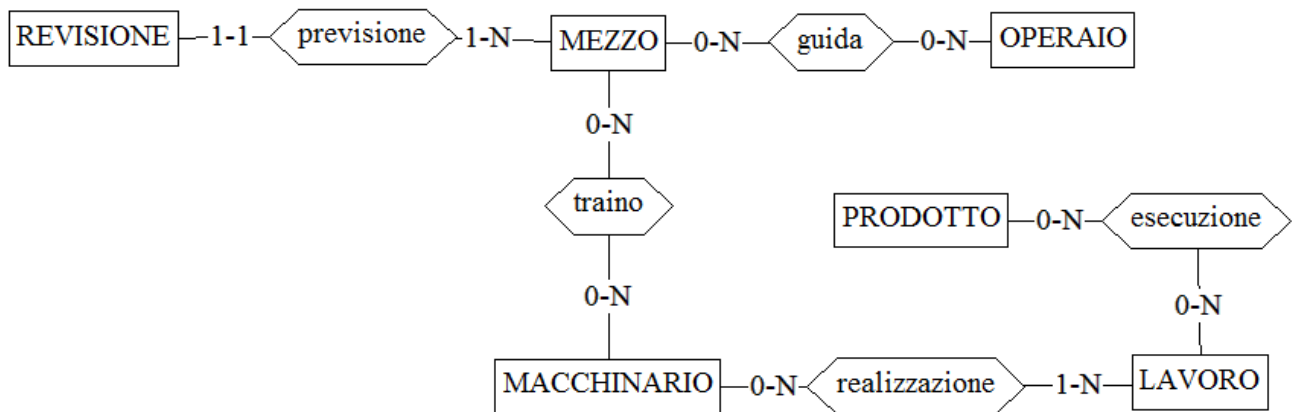 REVISIONE 1-1 previsione 1-N MEZZO 0-N guida 0-N OPERAIO
0-N
traino
PRODOTTO 0-N esecuzione
0-N
0-N
MACCHINARIO 0-N realizzazione 1-N LAVORO